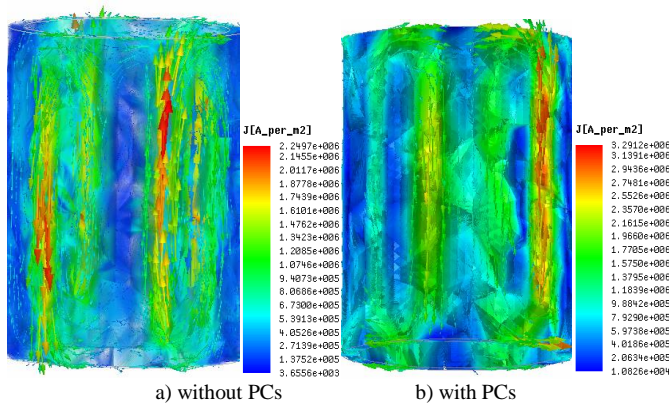 J[A_per_m2]
2.2497e+006
2.1455e+006
2.0117e+006
1.8778e+006
1.7439e+006
1.6101e+006
1.4762e+006
1.3423e+006
1.2085e+006
1.0746e+006
9.4073e+005
8.0686e+005
6.7300e+005
5.3913e+005
4.0526e+005
2.7139e+005
1.3752e+005
3.6556e+003
J[A_per_m2]
3.2912e+006
3.1391e+006
2.9436e+006
2.7481e+006
2.5526e+006
2.3570e+006
2.1615e+006
1.9660e+006
1.7705e+006
1.5750e+006
1.3795e+006
1.1839e+006
9.8842e+005
7.9290e+005
5.9738e+005
4.0186e+005
2.0634e+005
1.0826e+004
a) without PCs
b) with PCs